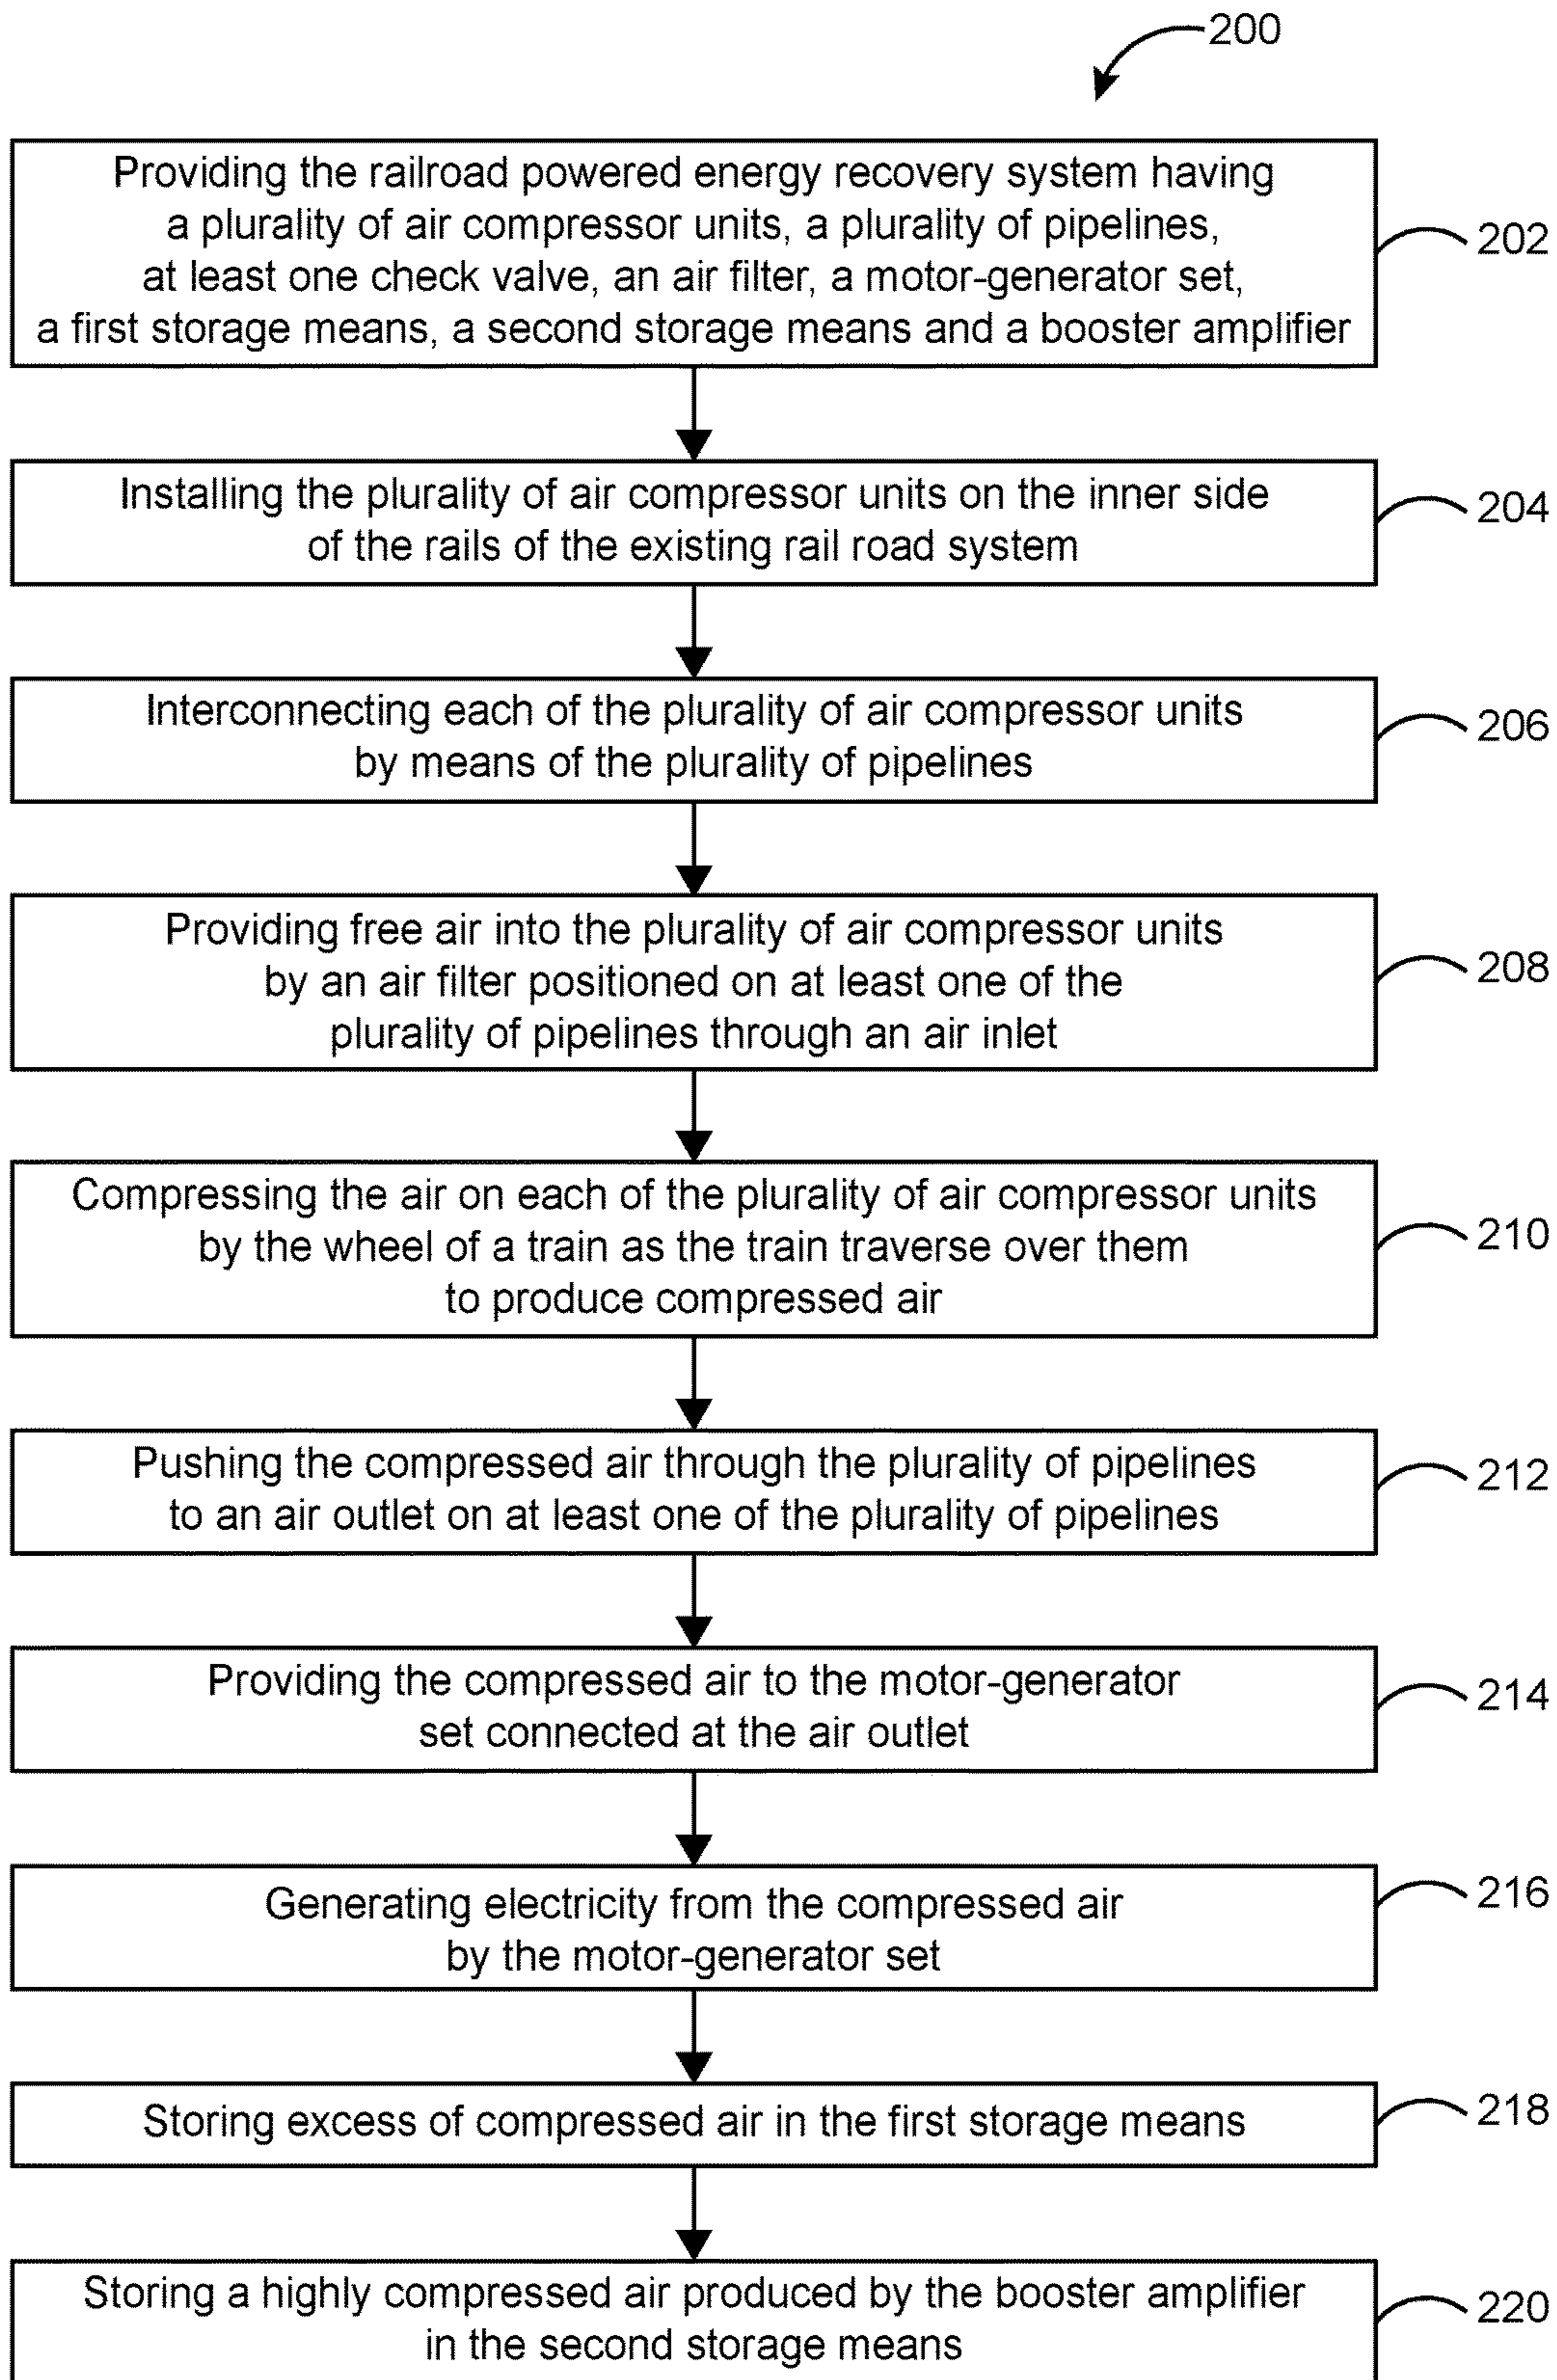 200
Providing the railroad powered energy recovery system having
a plurality of air compressor units, a plurality of pipelines,
at least one check valve, an air filter, a motor-generator set,
a first storage means, a second storage means and a booster amplifier
202
Installing the plurality of air compressor units on the inner side
of the rails of the existing rail road system
204
Interconnecting each of the plurality of air compressor units
by means of the plurality of pipelines
206
Providing free air into the plurality of air compressor units
by an air filter positioned on at least one of the
plurality of pipelines through an air inlet
208
Compressing the air on each of the plurality of air compressor units
by the wheel of a train as the train traverse over them
to produce compressed air
210
Pushing the compressed air through the plurality of pipelines
to an air outlet on at least one of the plurality of pipelines
212
Providing the compressed air to the motor-generator
set connected at the air outlet
214
Generating electricity from the compressed air
by the motor-generator set
216
Storing excess of compressed air in the first storage means
218
Storing a highly compressed air produced by the booster amplifier
in the second storage means
220